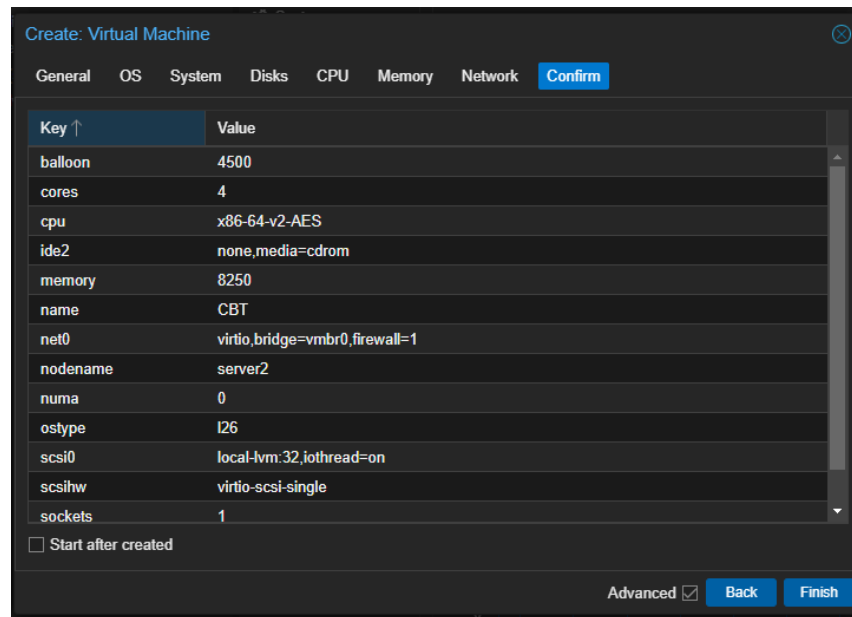 Create: Virtual Machine
General OS System Disks CPU Memory Network Confirm
Key Value
balloon 4500
cores 4
cpu x86-64-v2-AES
ide2 none,media=cdrom
memory 8250
name CBT
net0 virtio,bridge=vmbr0,firewall=1
nodename server2
numa 0
ostype l26
scsi0 local-lvm:32,iothread=on
scsihw virtio-scsi-single
sockets 1
Start after created
Advanced Back Finish